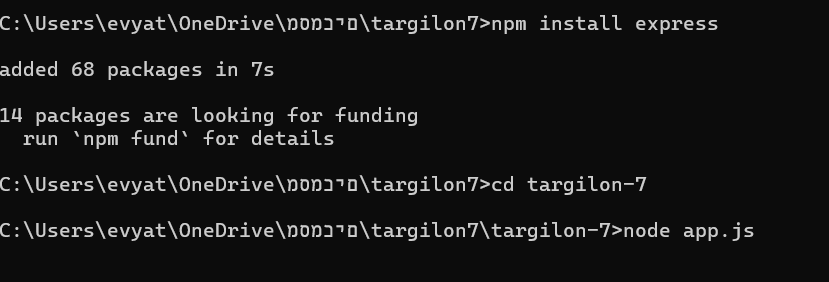 C:\Users\evyat\OneDrive\מסמכים\targilon7>npm install express
added 68 packages in 7s
14 packages are looking for funding
run `npm fund` for details
C:\Users\evyat\OneDrive\מסמכים\targilon7>cd targilon-7
C:\Users\evyat\OneDrive\מסמכים\targilon7\targilon-7>node app.js